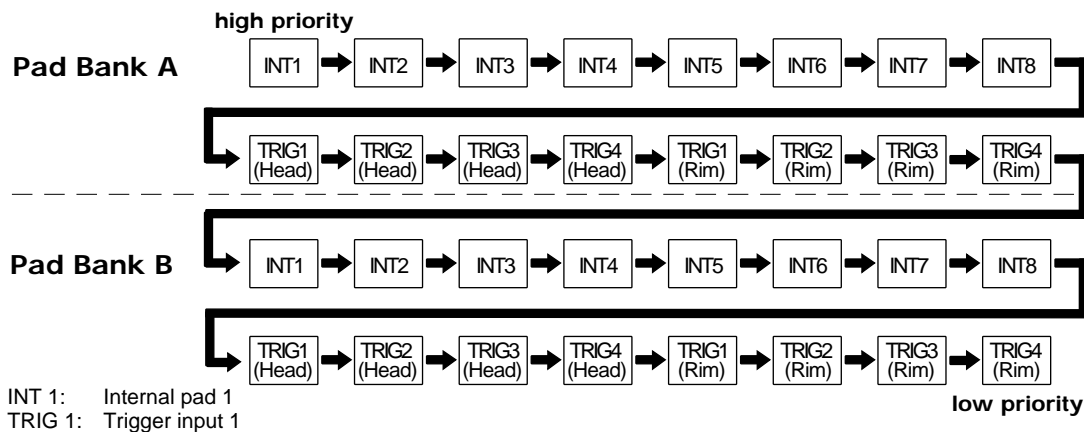 high priority
Pad Bank A
INT1 INT2 INT3 INT4 INT5 INT6 INT7 INT8
TRIG1 TRIG2 TRIG3 TRIG4 TRIG1 TRIG2 TRIG3 TRIG4
(Head) (Head) (Head) (Head) (Rim) (Rim) (Rim) (Rim)
Pad Bank B
INT1 INT2 INT3 INT4 INT5 INT6 INT7 INT8
TRIG1 TRIG2 TRIG3 TRIG4 TRIG1 TRIG2 TRIG3 TRIG4
(Head) (Head) (Head) (Head) (Rim) (Rim) (Rim) (Rim)
INT 1: Internal pad 1
low priority
TRIG 1: Trigger input 1